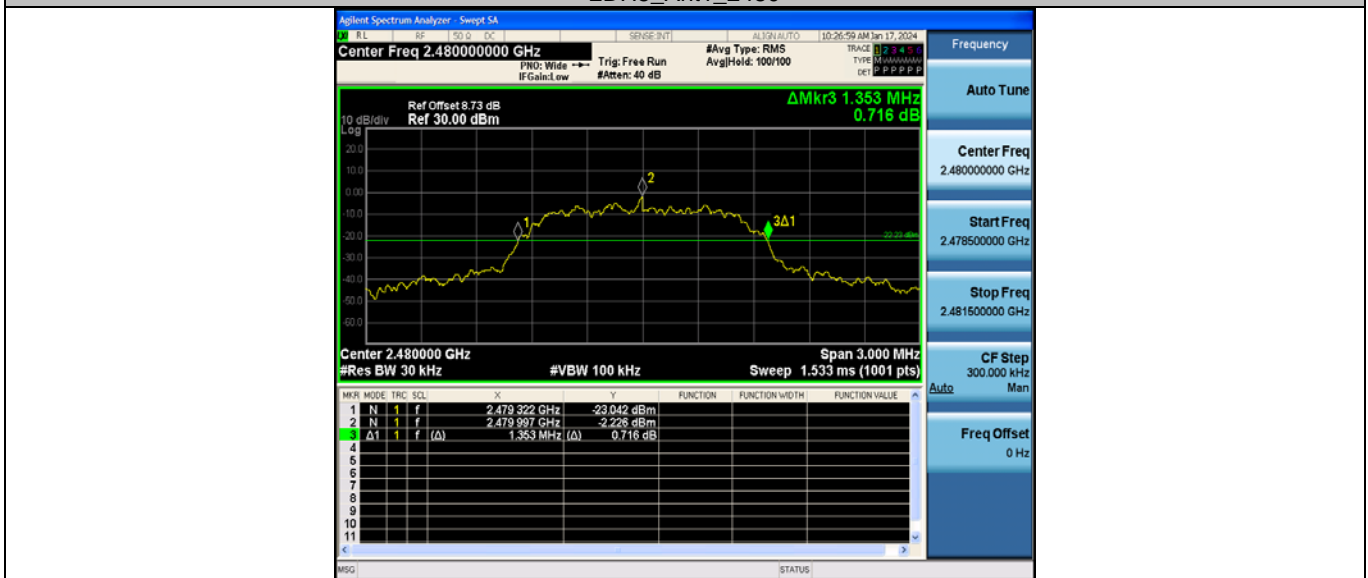 Agilent Spectrum Analyzer - Swept SA
RL RF 50 Ω DC SENSE:INT ALIGNAUTO 10:26:59 AM Jan 17, 2024
Center Freq 2.480000000 GHz
PNO: Wide
IFGain:Low
Trig: Free Run
#Atten: 40 dB
#Avg Type: RMS
Avg|Hold: 100/100
TRACE 1 2 3 4 5 6
TYPE M
DET P P P P P P
Ref Offset 8.73 dB
10 dB/div Ref 30.00 dBm
Log
ΔMkr3 1.353 MHz
0.716 dB
20.0
10.0
0.00
-10.0
-20.0
-30.0
-40.0
-50.0
-60.0
1
2
3Δ1
-22.23 dBm
Center 2.480000 GHz Span 3.000 MHz
#Res BW 30 kHz #VBW 100 kHz Sweep 1.533 ms (1001 pts)
MKR MODE TRC SCL X Y FUNCTION FUNCTION WIDTH FUNCTION VALUE
1 N 1 f 2.479 322 GHz -23.042 dBm
2 N 1 f 2.479 997 GHz -2.226 dBm
3 Δ1 1 f (Δ) 1.353 MHz (Δ) 0.716 dB
4
5
6
7
8
9
10
11
MSG STATUS
Frequency
Auto Tune
Center Freq
2.480000000 GHz
Start Freq
2.478500000 GHz
Stop Freq
2.481500000 GHz
CF Step
300.000 kHz
Auto Man
Freq Offset
0 Hz